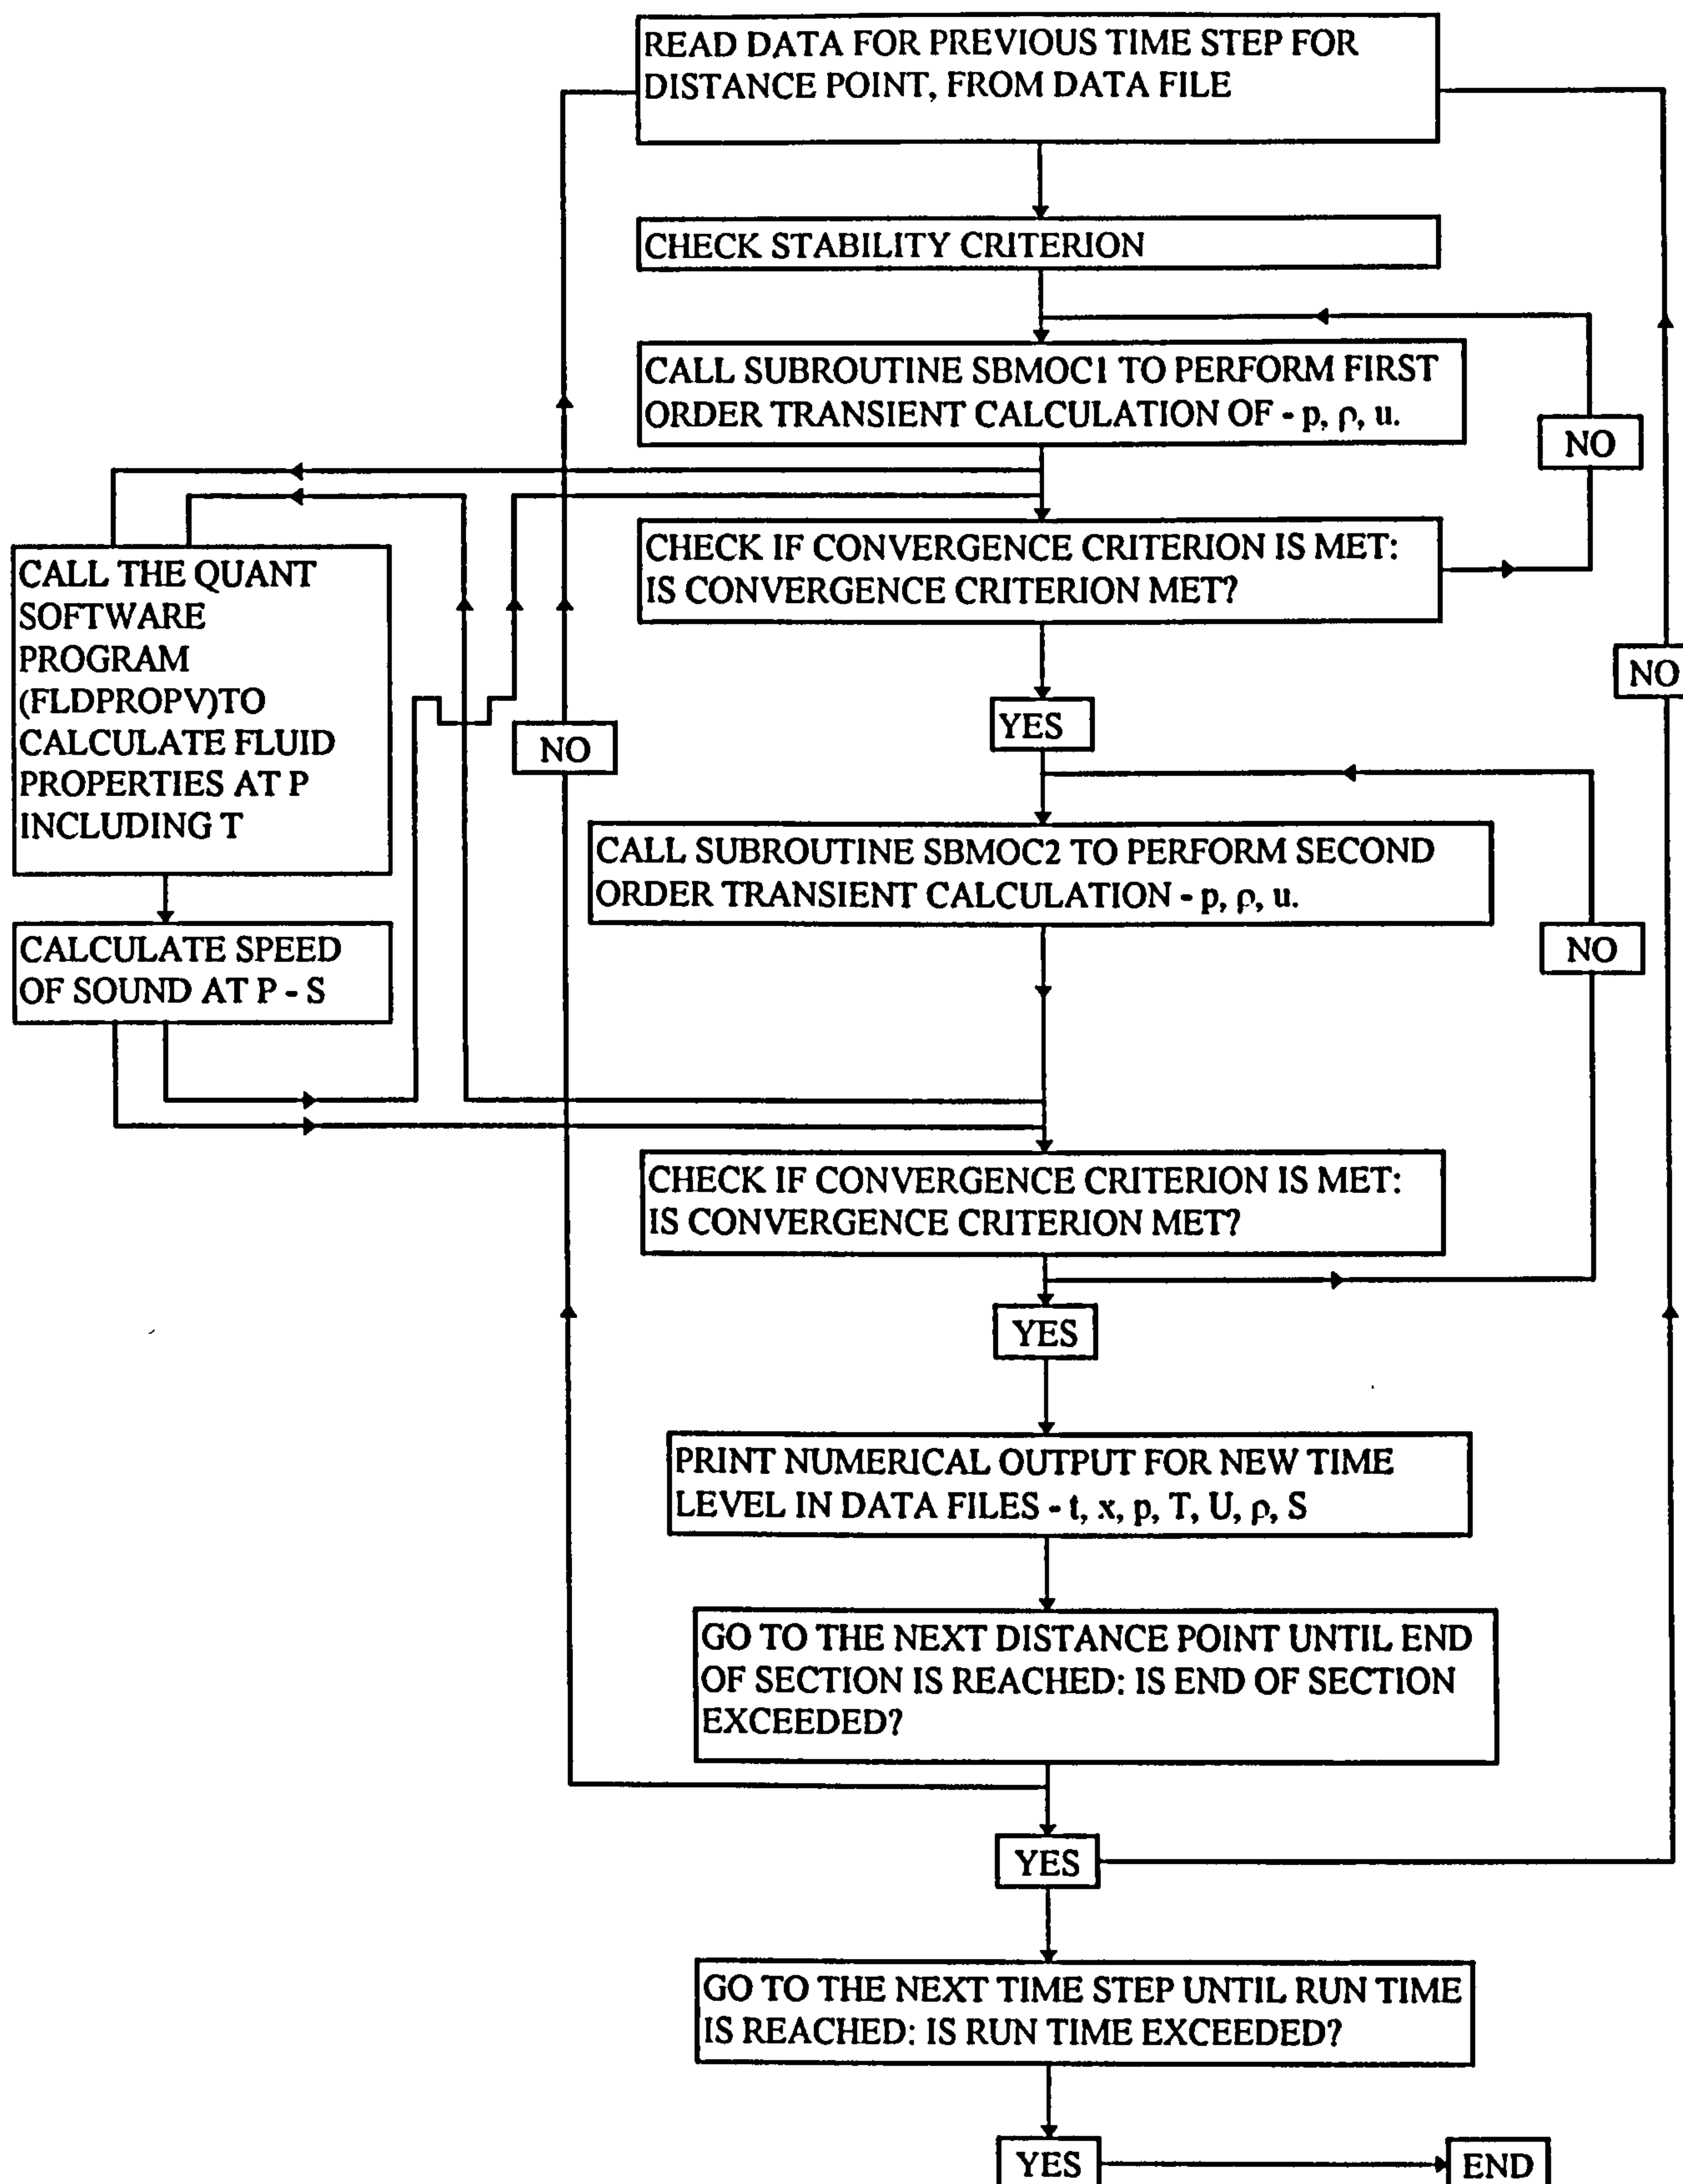 READ DATA FOR PREVIOUS TIME STEP FOR
DISTANCE POINT, FROM DATA FILE
CHECK STABILITY CRITERION
CALL SUBROUTINE SBMOC1 TO PERFORM FIRST
ORDER TRANSIENT CALCULATION OF - p, ρ, u.
NO
CHECK IF CONVERGENCE CRITERION IS MET:
IS CONVERGENCE CRITERION MET?
CALL THE QUANT
SOFTWARE
PROGRAM
(FLDPROPV)TO
CALCULATE FLUID
PROPERTIES AT P
INCLUDING T
NO
YES
NO
CALL SUBROUTINE SBMOC2 TO PERFORM SECOND
ORDER TRANSIENT CALCULATION - p, ρ, u.
CALCULATE SPEED
OF SOUND AT P - S
NO
CHECK IF CONVERGENCE CRITERION IS MET:
IS CONVERGENCE CRITERION MET?
YES
PRINT NUMERICAL OUTPUT FOR NEW TIME
LEVEL IN DATA FILES - t, x, p, T, U, ρ, S
GO TO THE NEXT DISTANCE POINT UNTIL END
OF SECTION IS REACHED: IS END OF SECTION
EXCEEDED?
YES
GO TO THE NEXT TIME STEP UNTIL RUN TIME
IS REACHED: IS RUN TIME EXCEEDED?
YES
END